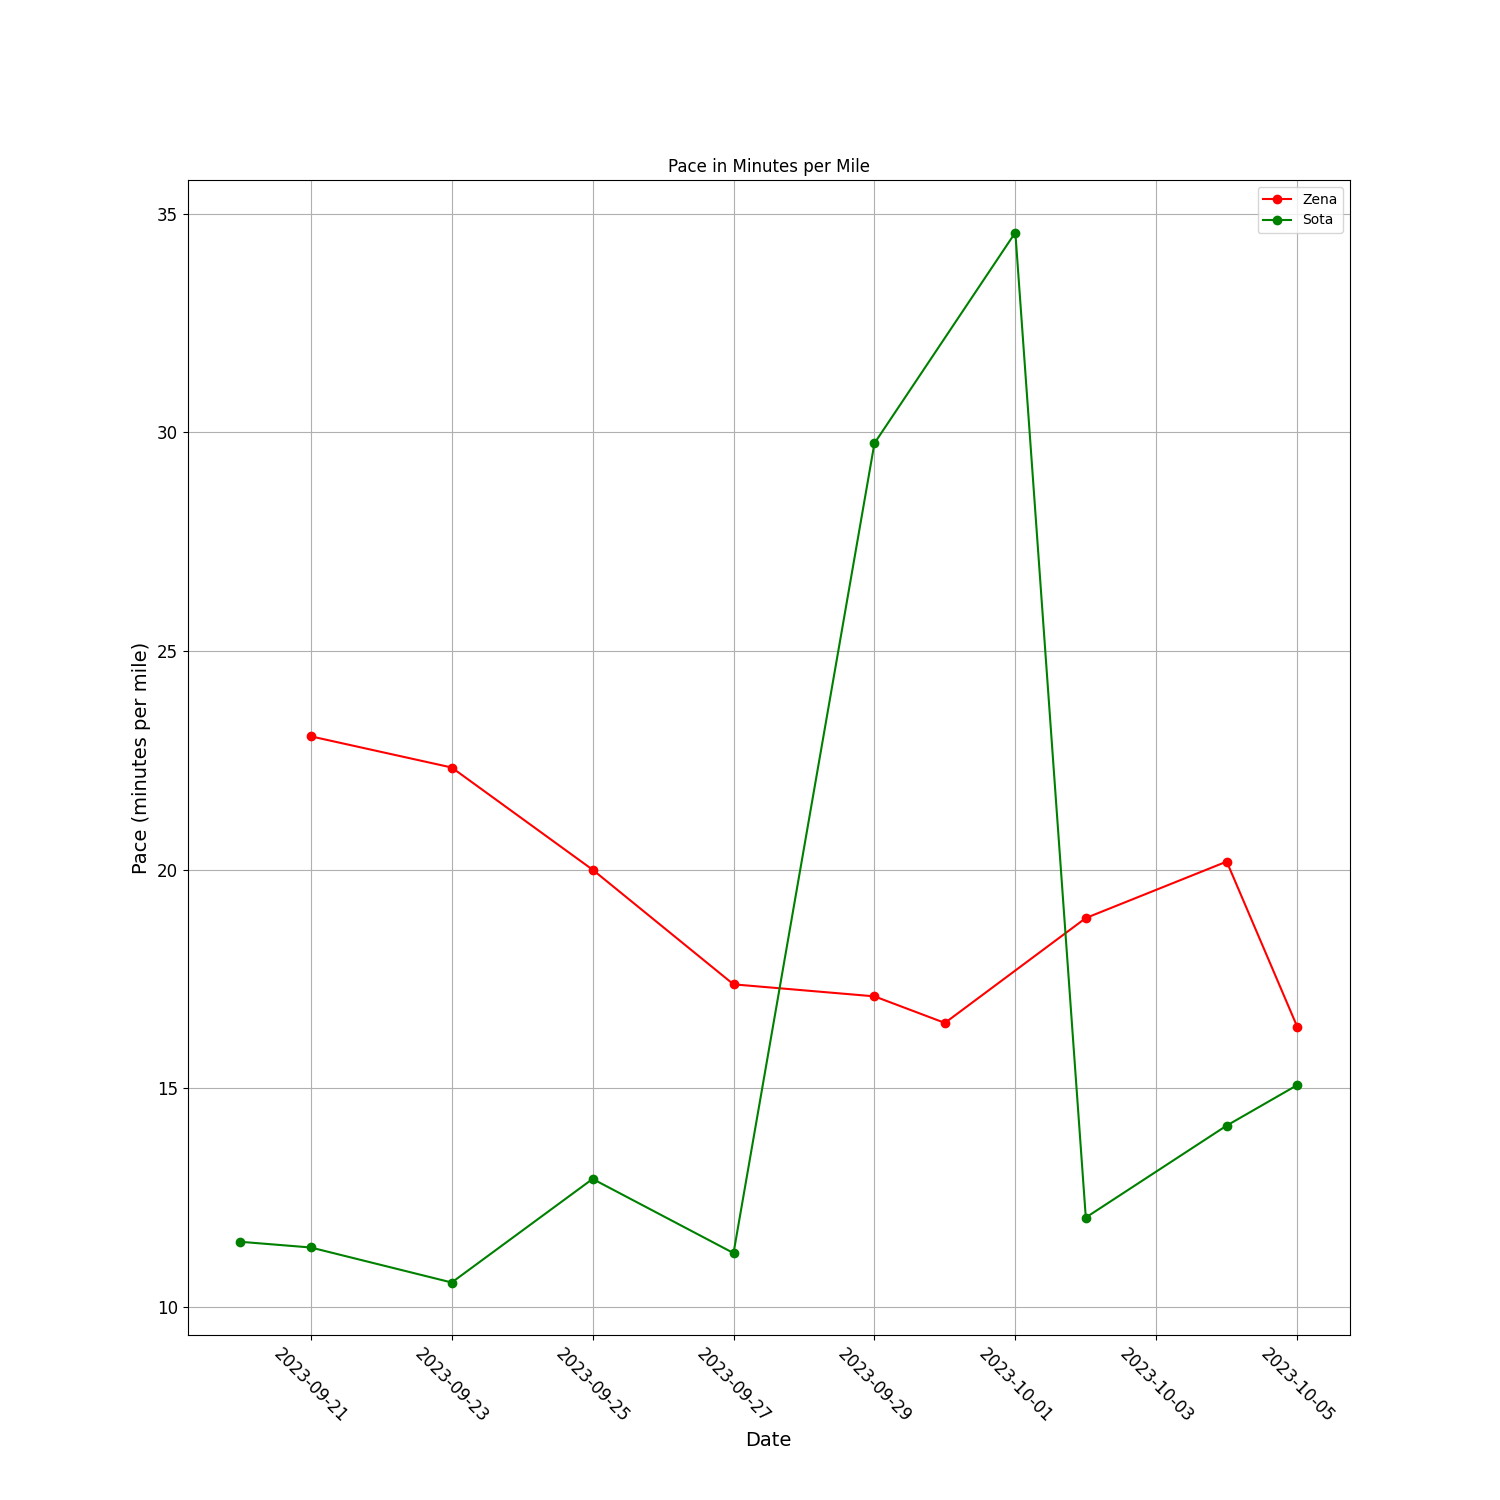 Pace in Minutes per Mile
Zena
Sota
Pace (minutes per mile)
35
30
25
20
15
10
2023-09-21
2023-09-23
2023-09-25
2023-09-27
2023-09-29
2023-10-01
2023-10-03
2023-10-05
Date